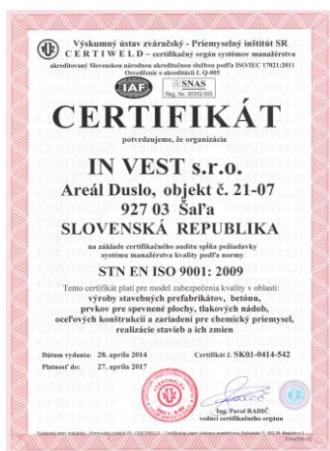 Výskumný ústav zváračský - Priemyselný inštitút SR
C E R T I W E L D – certifikačný orgán systémov manažérstva
akreditovaný Slovenskou národnou akreditačnou službou podľa ISO/IEC 17021:2011
Osvedčenie o akreditácii č. Q-005
IAF
SNAS
Reg. No. 009/Q-005
CERTIFIKÁT
potvrdzujeme, že organizácia
IN VEST s.r.o.
Areál Duslo, objekt č. 21-07
927 03 Šaľa
SLOVENSKÁ REPUBLIKA
na základe certifikačného auditu spĺňa požiadavky
systému manažérstva kvality podľa normy
STN EN ISO 9001: 2009
Tento certifikát platí pre model zabezpečenia kvality v oblasti:
výroby stavebných prefabrikátov, betónu,
prvkov pre spevnené plochy, tlakových nádob,
oceľových konštrukcií a zariadení pre chemický priemysel,
realizácie stavieb a ich zmien
Dátum vydania: 28. apríla 2014
Certifikát č. SK01-0414-542
Platnosť do: 27. apríla 2017
CERTIWELD
Ing. Pavol RADIČ
vedúci certifikačného orgánu